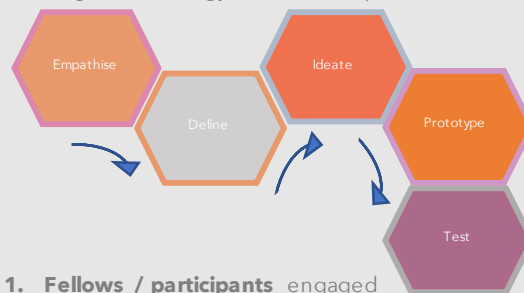 Empathise
Ideate
Define
Prototype
Test
1. Fellows / participants engaged